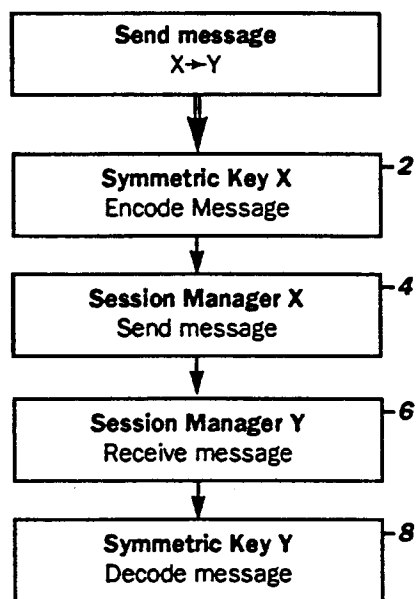 Send message
X→Y
Symmetric Key X
Encode Message
2
Session Manager X
Send message
4
Session Manager Y
Receive message
6
Symmetric Key Y
Decode message
8